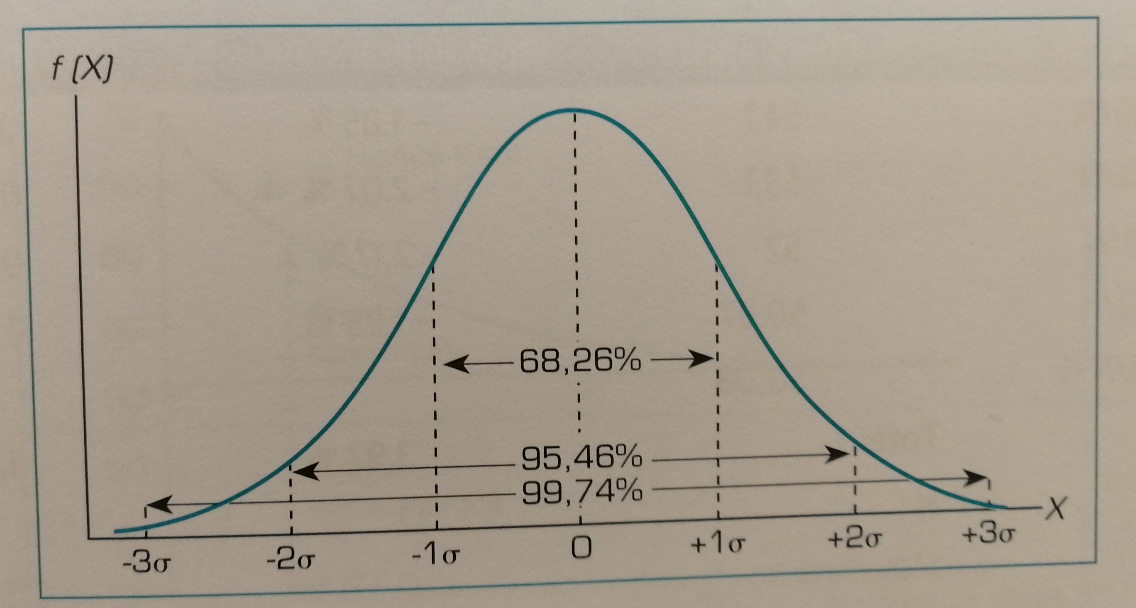 f (X)
68,26%
95,46%
99,74%
X
-3σ -2σ -1σ 0 +1σ +2σ +3σ